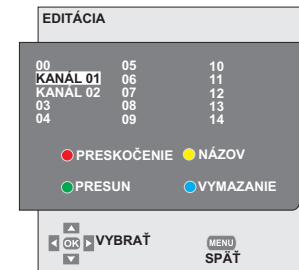 EDITÁCIA
00 05 10
KANÁL 01 06 11
KANÁL 02 07 12
03 08 13
04 09 14
PRESKOČENIE NÁZOV
PRESUN VYMAZANIE
OK VYBRAŤ MENU
SPÄŤ